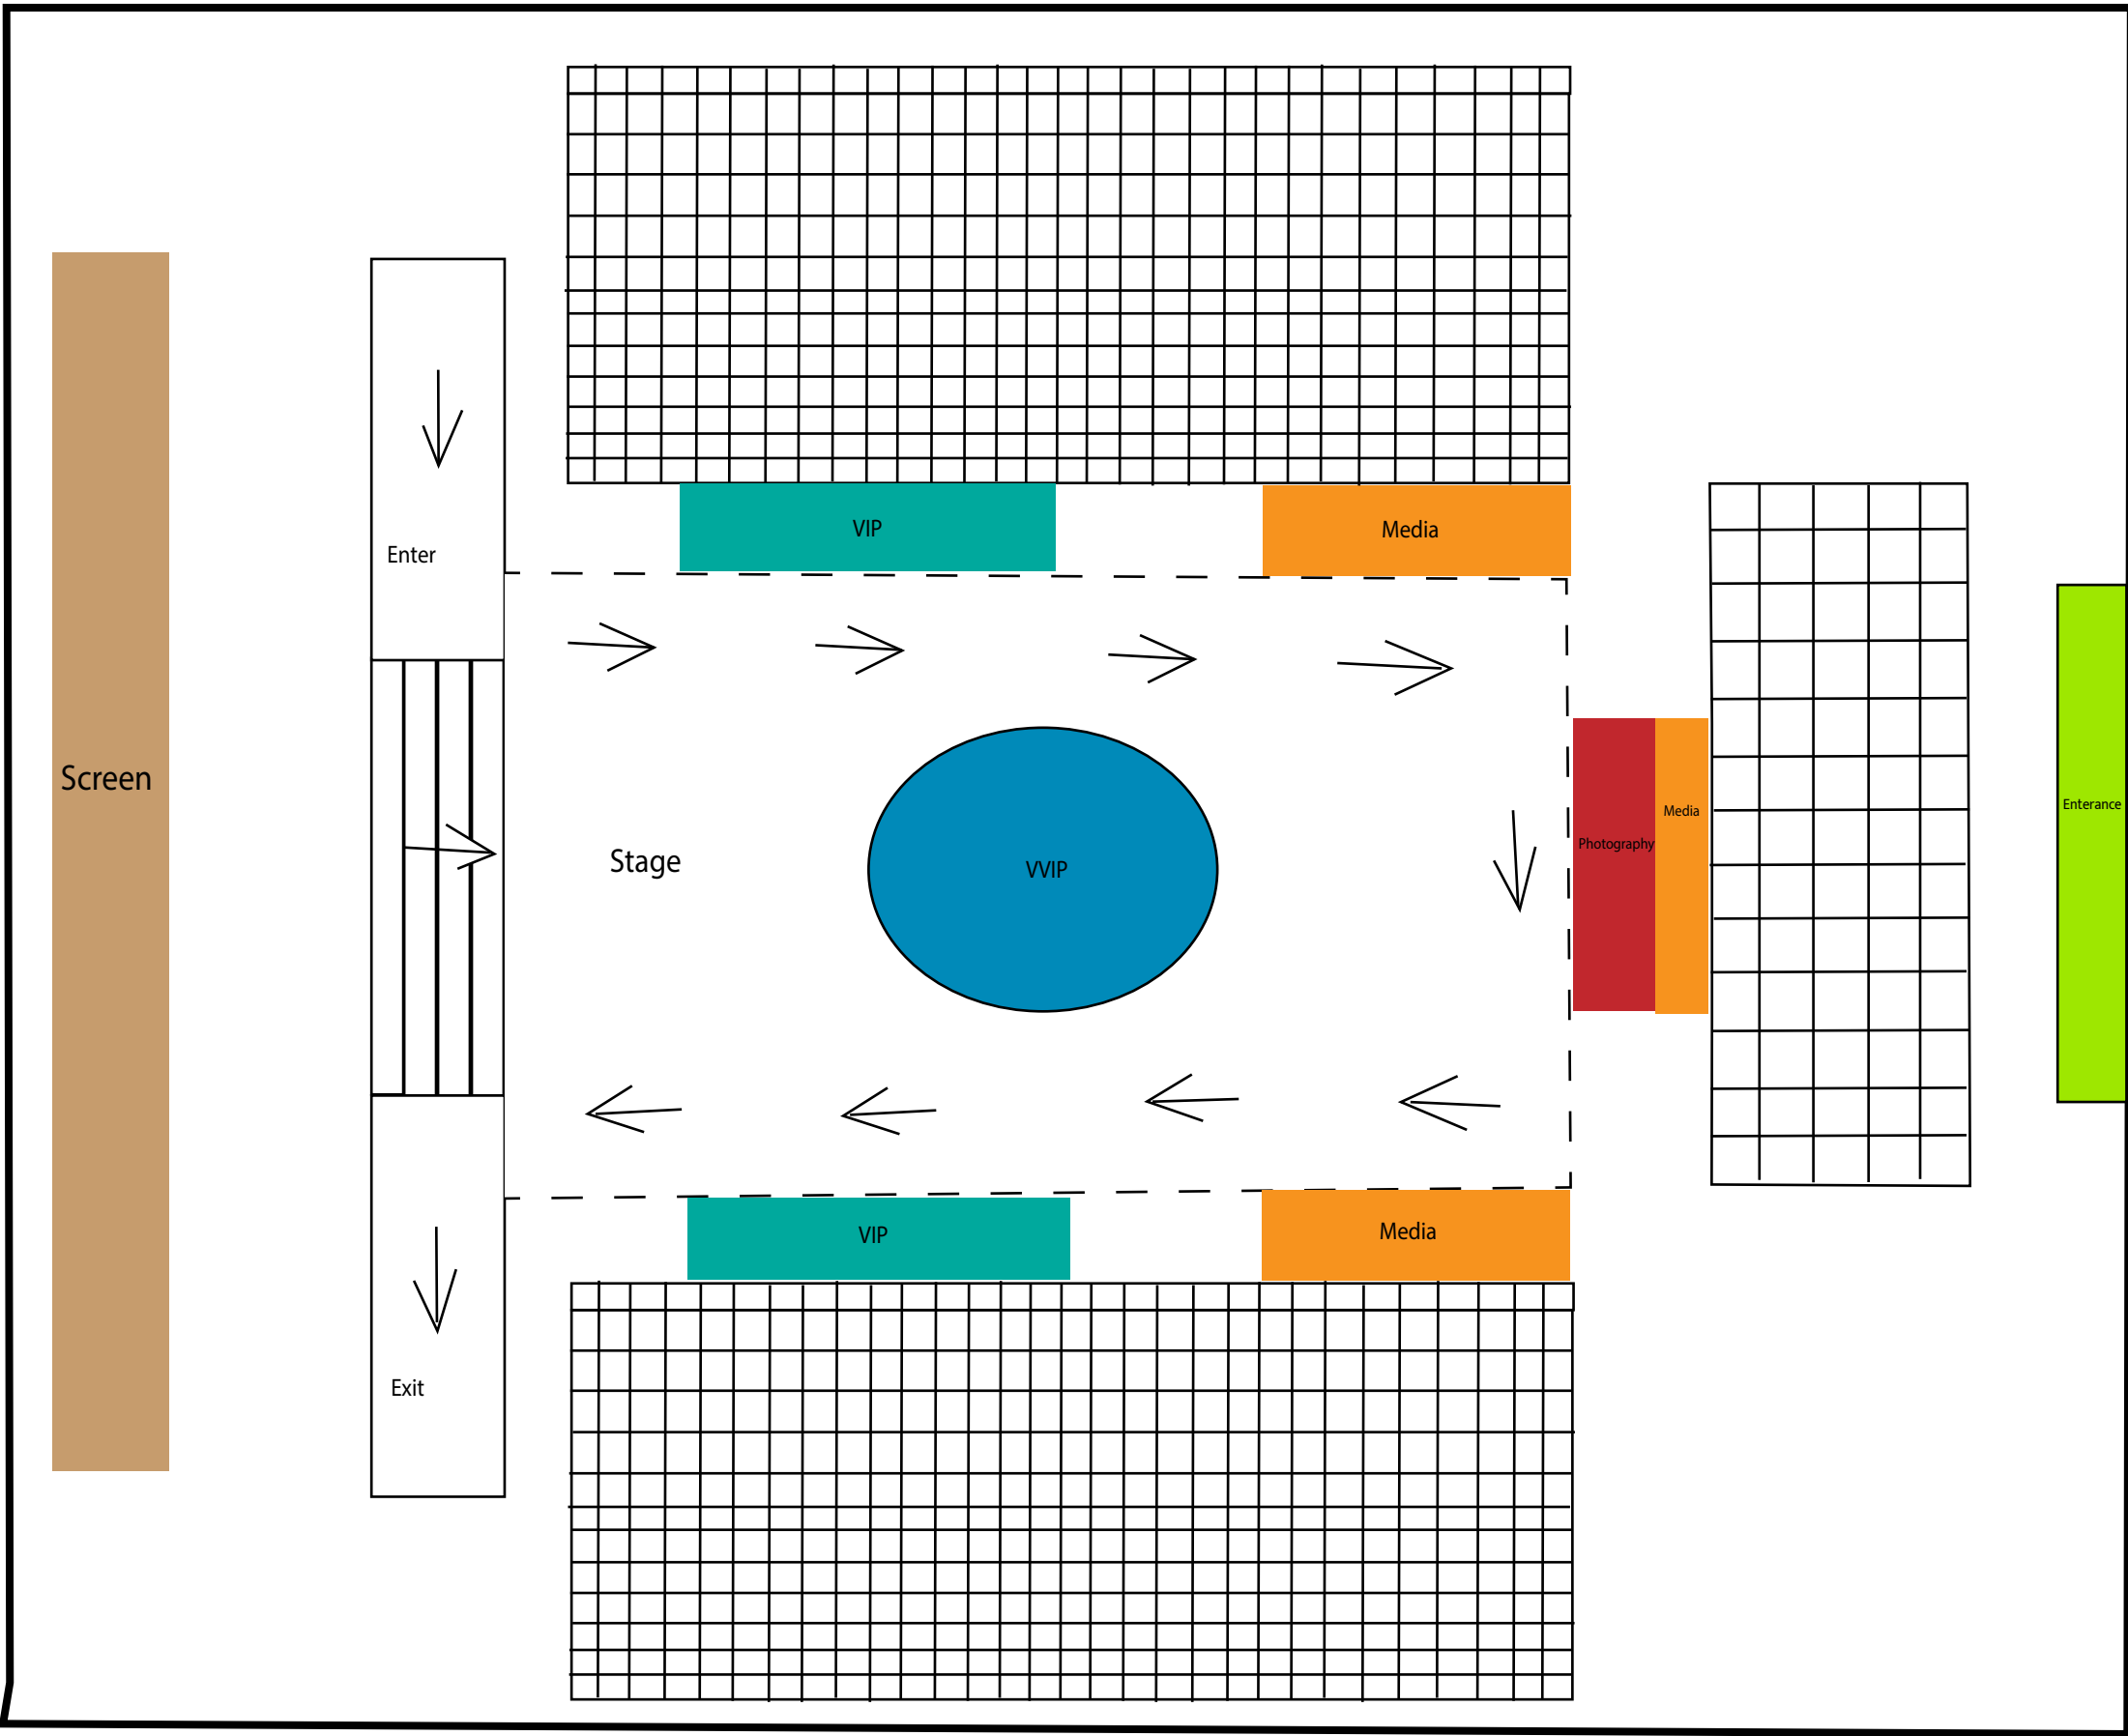 VIP
Media
Enter
Screen
Stage
VVIP
Photography
Media
Enterance
VIP
Media
Exit